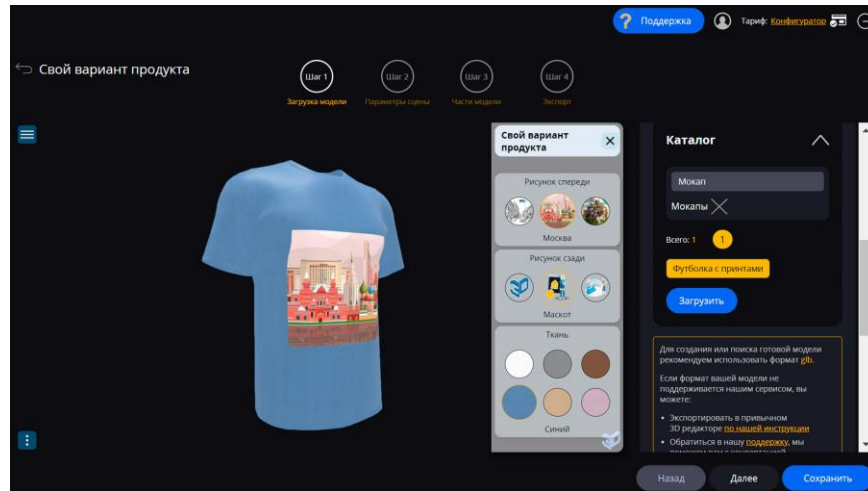 ? Поддержка
Тариф: Конфигуратор
Свой вариант продукта
Шаг 1
Шаг 2
Шаг 3
Шаг 4
Загрузка модели
Параметры сцены
Части модели
Экспорт
Свой вариант
продукта
Рисунок спереди
Москва
Рисунок сзади
Маскот
Ткань
Синий
Каталог
Мокап
Мокапы
Всего: 1
1
Футболка с принтами
Загрузить
Для создания или поиска готовой модели
рекомендуем использовать формат glb.
Если формат вашей модели не
поддерживается нашим сервисом, вы
можете:
• Экспортировать в привычном
3D редакторе по нашей инструкции
• Обратиться в нашу поддержку, мы
Назад
Далее
Сохранить